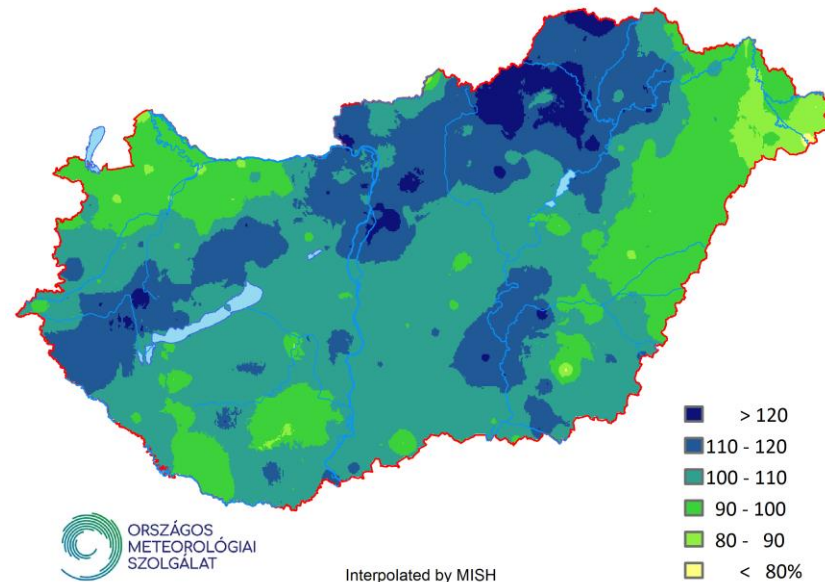 > 120
110 - 120
100 - 110
90 - 100
80 - 90
< 80%
ORSZÁGOS
METEOROLÓGIAI
SZOLGÁLAT
Interpolated by MISH